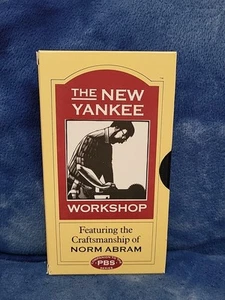 THE NEW
YANKEE
WORKSHOP
Featuring the
Craftsmanship of
NORM ABRAM
PBS